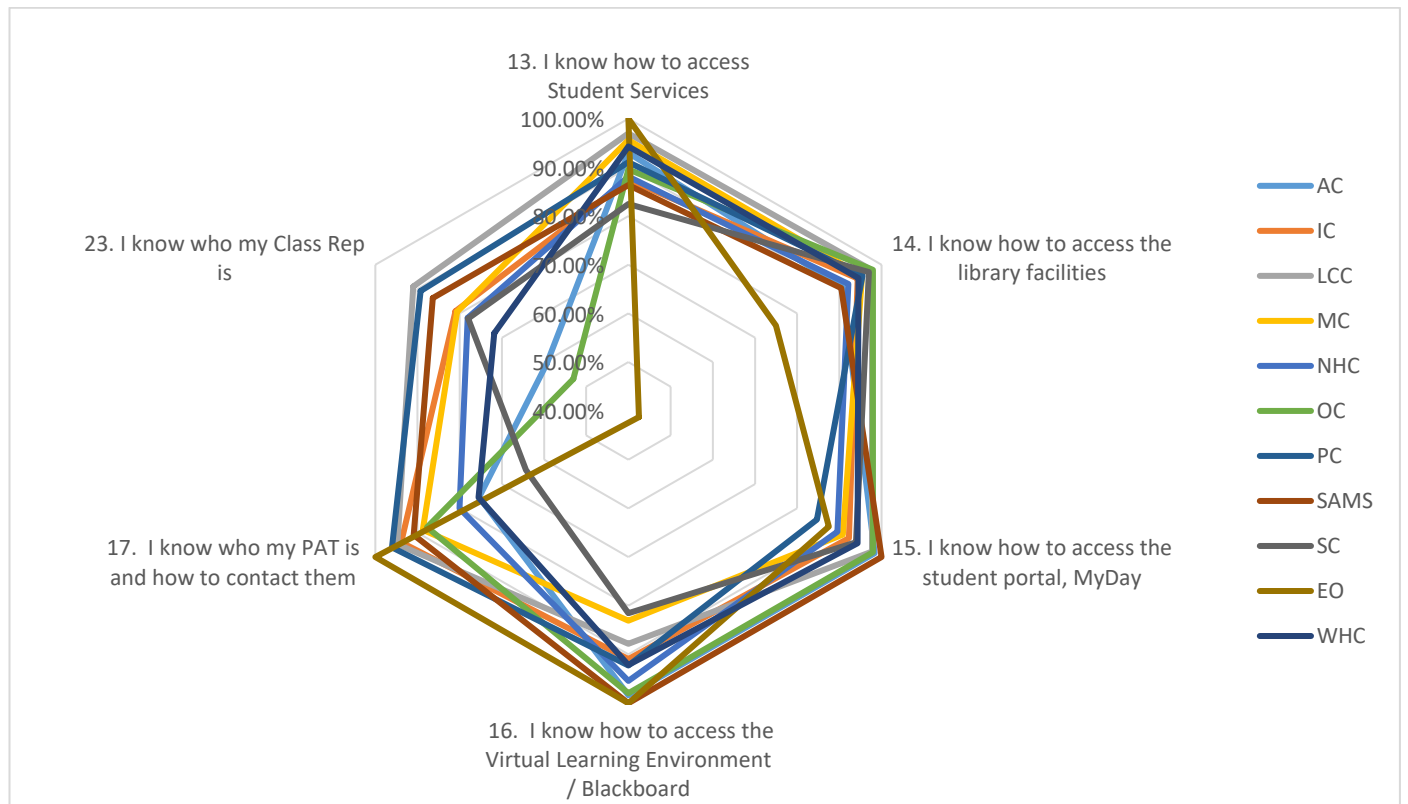 13. I know how to access
Student Services
100.00%
90.00%
80.00%
70.00%
60.00%
50.00%
40.00%
14. I know how to access the
library facilities
15. I know how to access the
student portal, MyDay
16. I know how to access the
Virtual Learning Environment
/ Blackboard
17. I know who my PAT is
and how to contact them
23. I know who my Class Rep
is
AC
IC
LCC
MC
NHC
OC
PC
SAMS
SC
EO
WHC